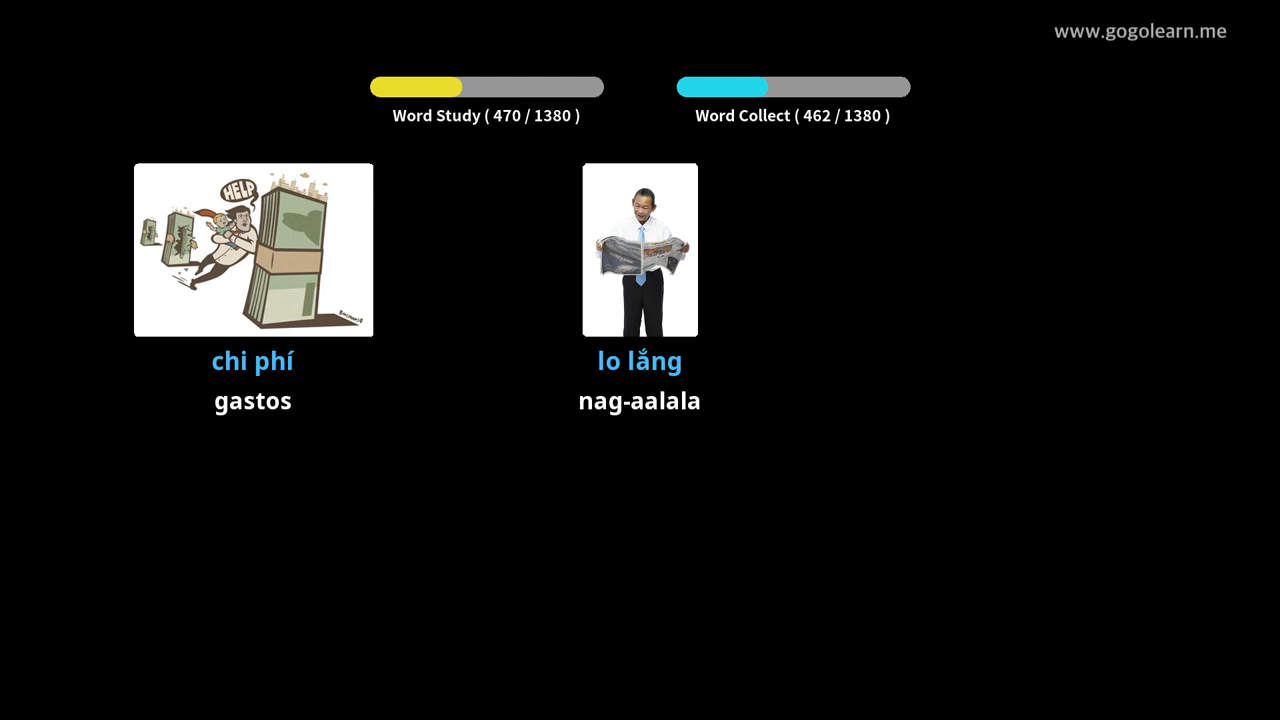 www.gogolearn.me
Word Study ( 470 / 1380 )
Word Collect ( 462 / 1380 )
HELP
chi phí
lo lắng
gastos
nag-aalala